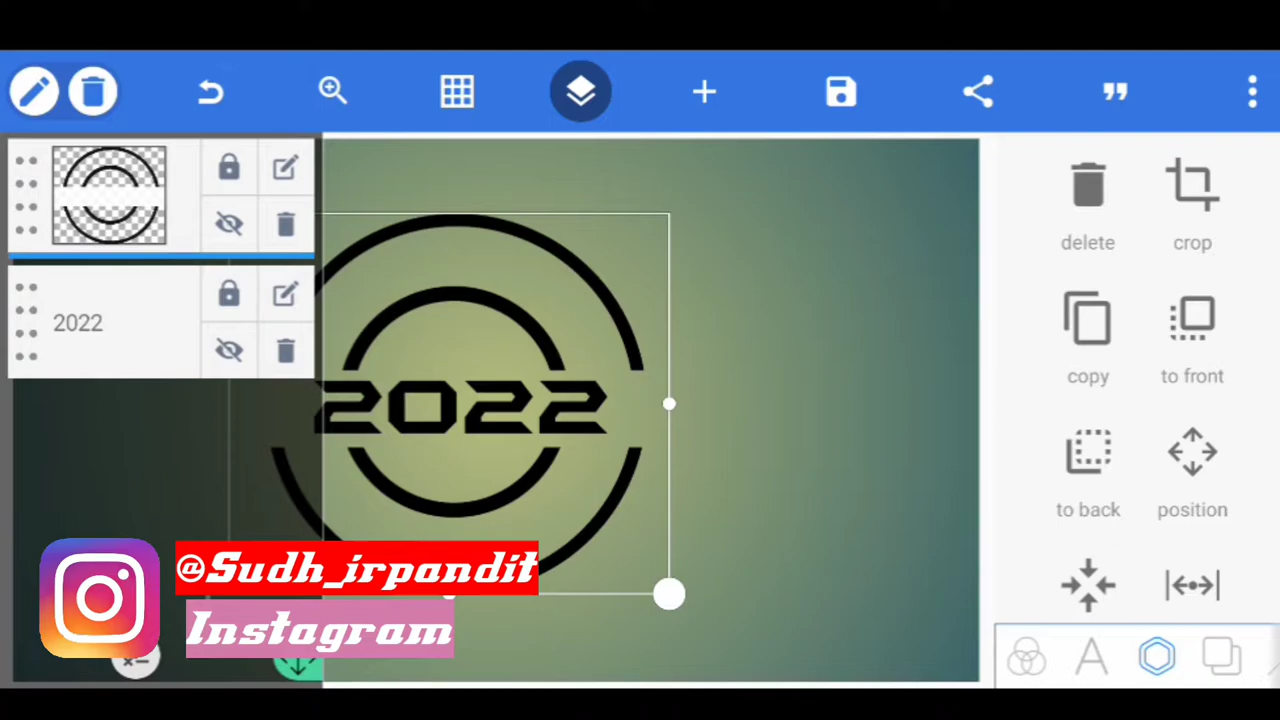 delete
crop
2022
copy
to front
2022
to back
position
@Sudh_irpandit
Instagram